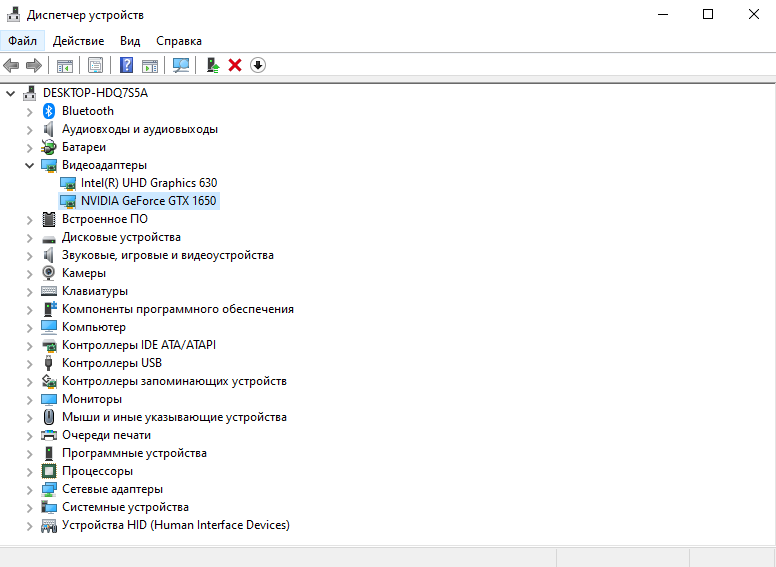 Диспетчер устройств
Файл Действие Вид Справка
DESKTOP-HDQ7S5A
Bluetooth
Аудиовходы и аудиовыходы
Батареи
Видеоадаптеры
Intel(R) UHD Graphics 630
NVIDIA GeForce GTX 1650
Встроенное ПО
Дисковые устройства
Звуковые, игровые и видеоустройства
Камеры
Клавиатуры
Компоненты программного обеспечения
Компьютер
Контроллеры IDE ATA/ATAPI
Контроллеры USB
Контроллеры запоминающих устройств
Мониторы
Мыши и иные указывающие устройства
Очереди печати
Программные устройства
Процессоры
Сетевые адаптеры
Системные устройства
Устройства HID (Human Interface Devices)